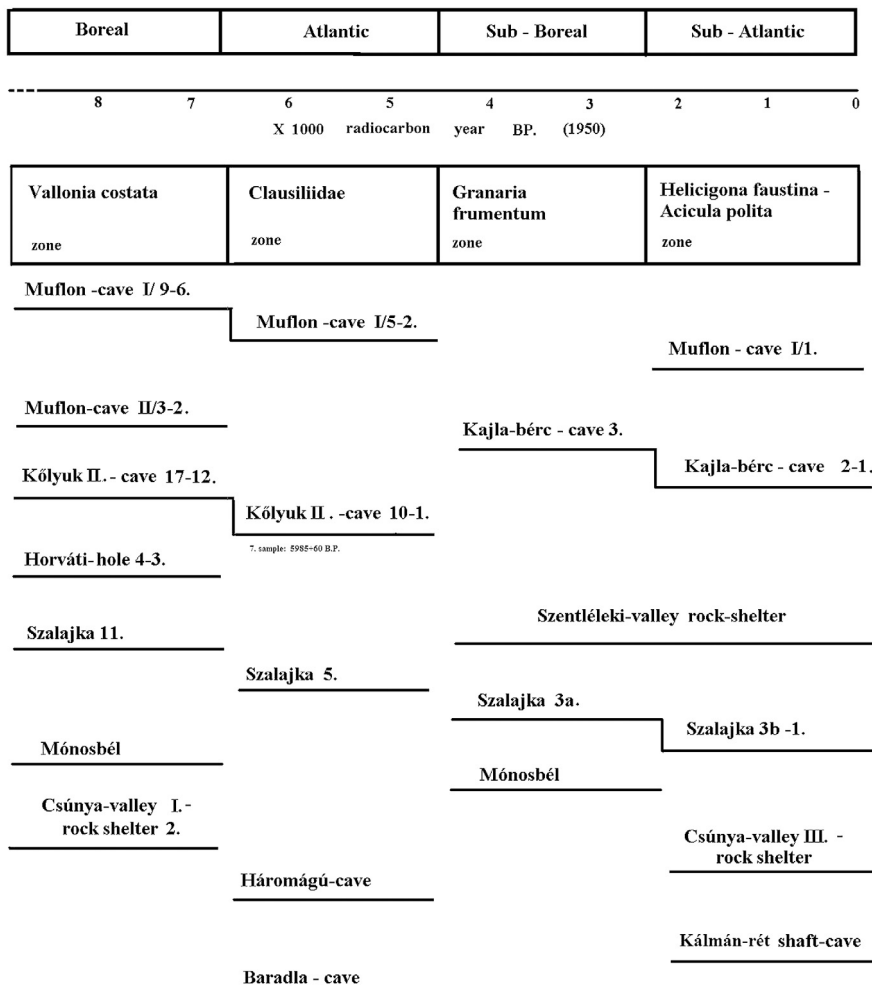 Boreal Atlantic Sub - Boreal Sub - Atlantic
8 7 6 5 4 3 2 1 0
X 1000 radiocarbon year BP. (1950)
Vallonia costata
zone
Clausiliidae
zone
Granaria
frumentum
zone
Helicigona faustina -
Acicula polita
zone
Muflon -cave I/ 9-6.
Muflon -cave I/5-2.
Muflon - cave I/1.
Muflon-cave II/3-2.
Kajla-bérc - cave 3.
Kajla-bérc - cave 2-1.
Kőlyuk II. - cave 17-12.
Kőlyuk II . -cave 10-1.
7. sample: 5985+60 B.P.
Horváti-hole 4-3.
Szentléleki-valley rock-shelter
Szalajka 11.
Szalajka 5.
Szalajka 3a.
Szalajka 3b -1.
Mónosbél
Mónosbél
Csúnya-valley I. -
rock shelter 2.
Csúnya-valley III. -
rock shelter
Háromágú-cave
Kálmán-rét shaft-cave
Baradla - cave